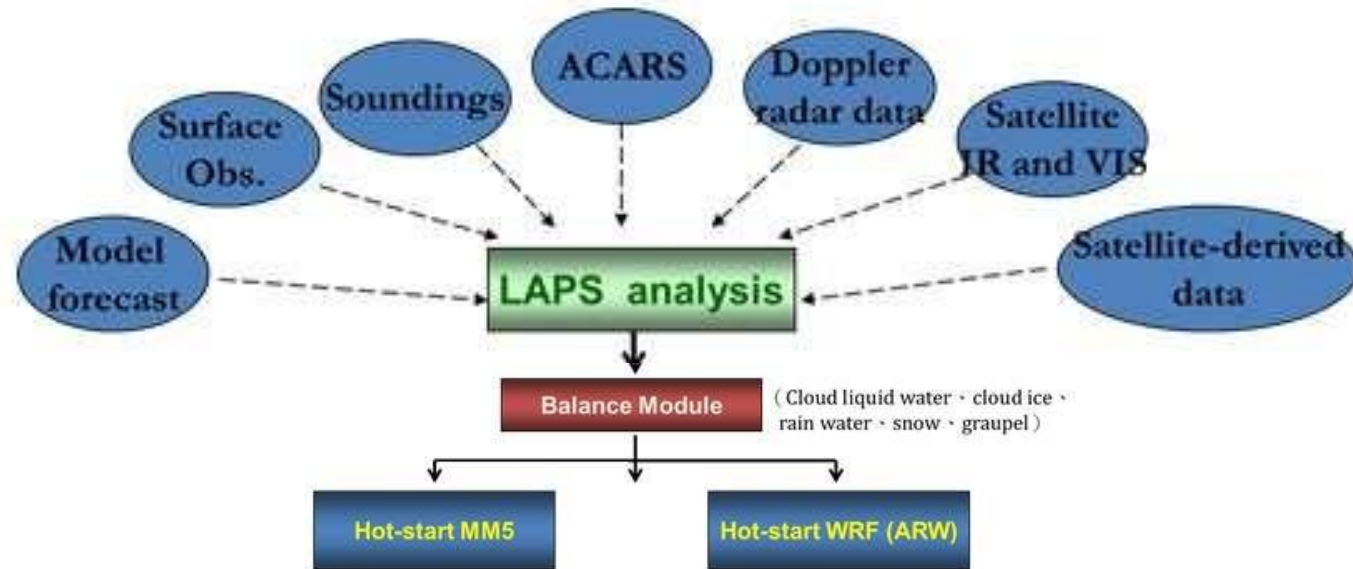 ACARS
Doppler
radar data
Soundings
Satellite
IR and VIS
Surface
Obs.
Model
forecast
Satellite-derived
data
LAPS analysis
Balance Module
（Cloud liquid water、cloud ice、
rain water、snow、graupel）
Hot-start MM5
Hot-start WRF (ARW)